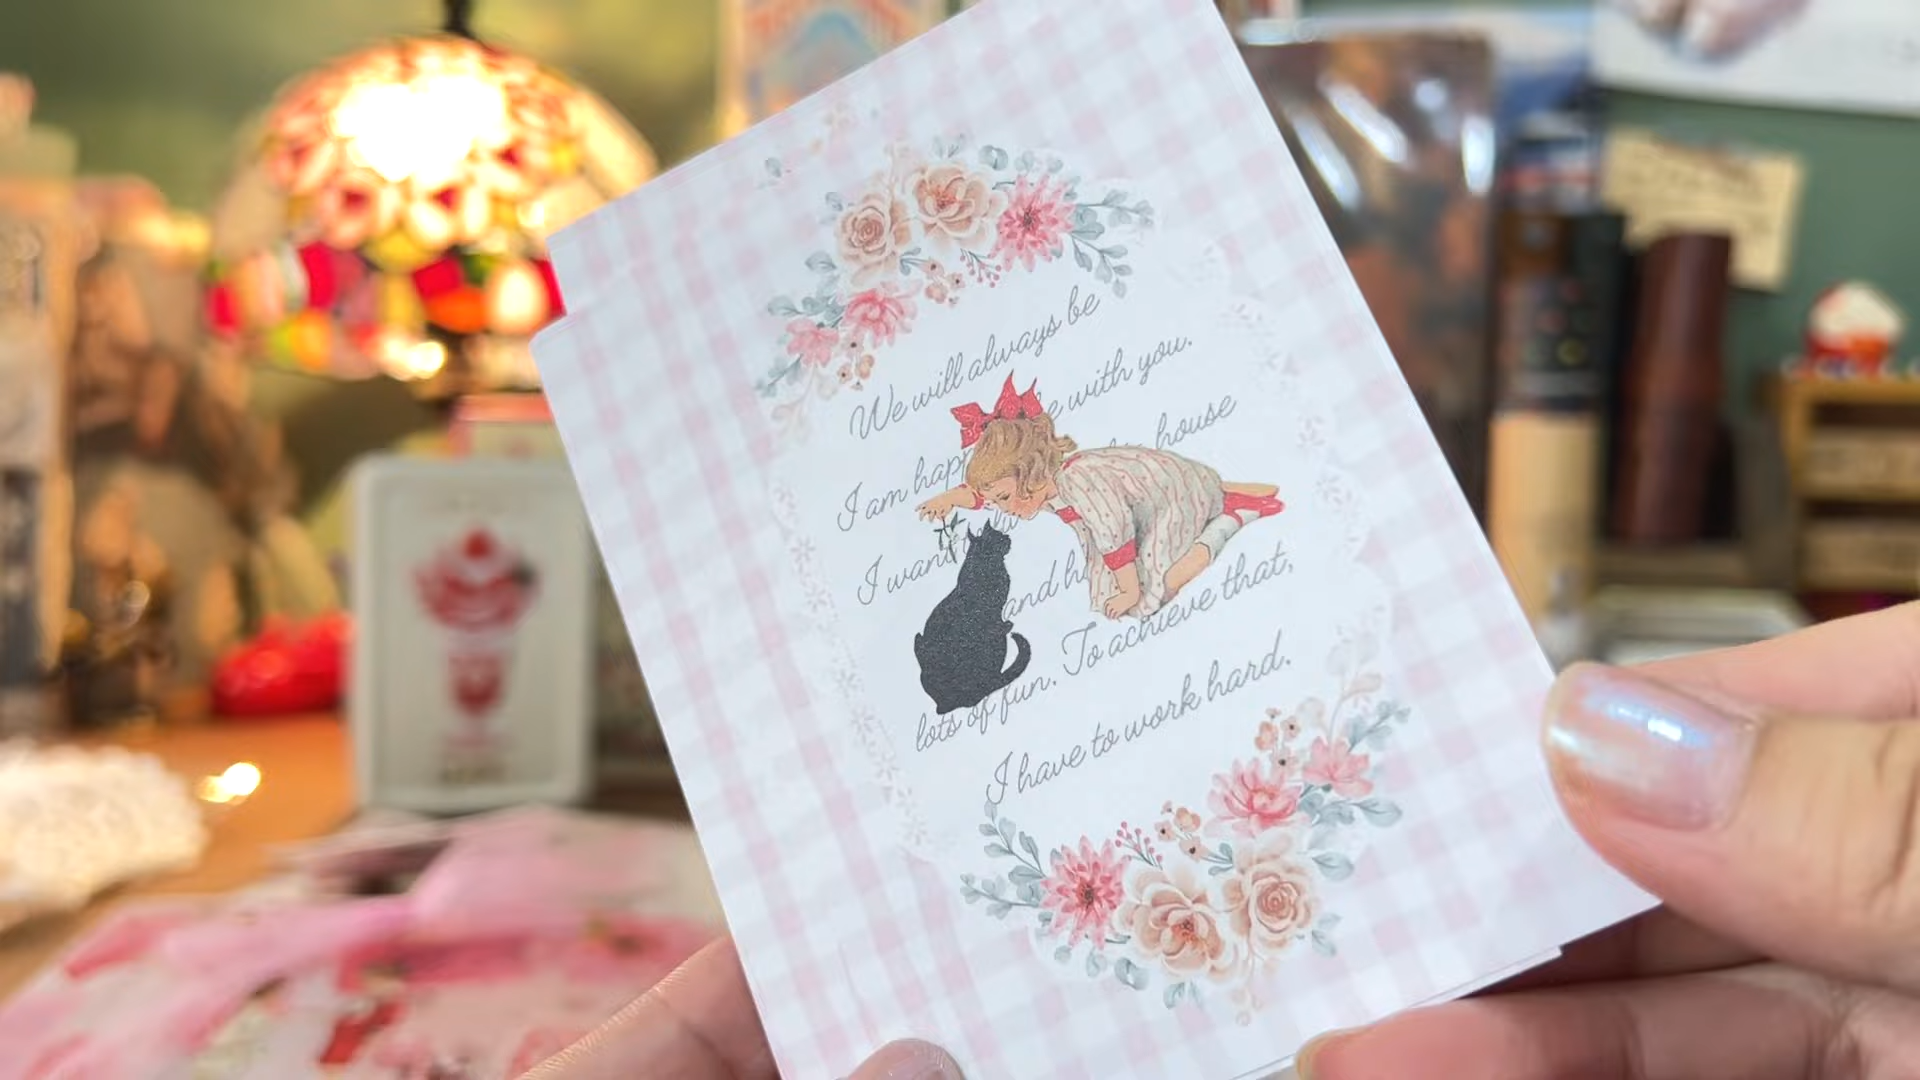 We will always be
I am happ e with you.
I want house
and h
lots of fun. To achieve that,
I have to work hard.